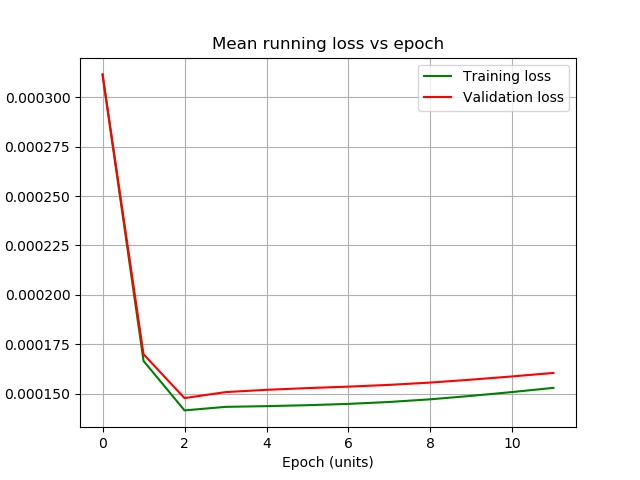 Mean running loss vs epoch
Training loss
Validation loss
0.000300
0.000275
0.000250
0.000225
0.000200
0.000175
0.000150
0 2 4 6 8 10
Epoch (units)